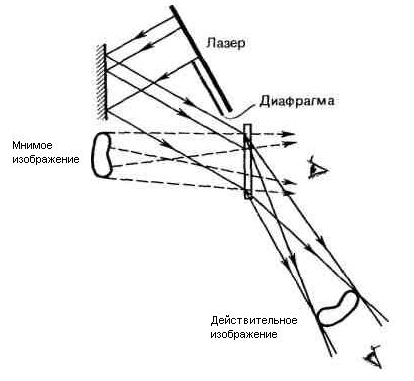 Лазер
Диафрагма
Мнимое
изображение
Действительное
изображение